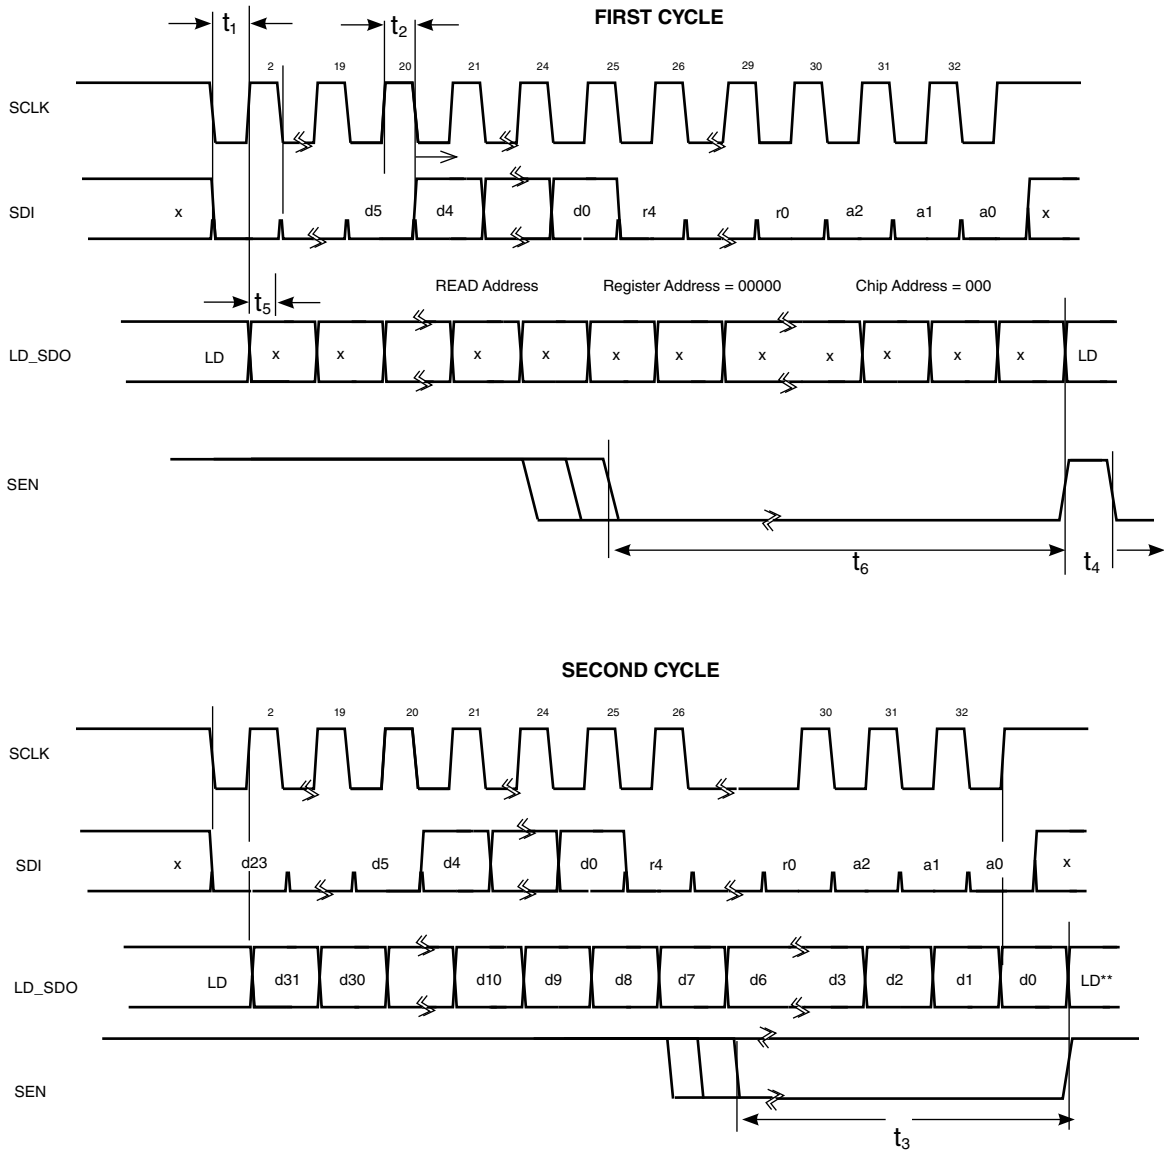 FIRST CYCLE
t1 t2
2 19 20 21 24 25 26 29 30 31 32
SCLK
SDI x d5 d4 d0 r4 r0 a2 a1 a0 x
READ Address Register Address = 00000 Chip Address = 000
t5
LD_SDO LD x x x x x x x x x x x LD
SEN
t6 t4
SECOND CYCLE
2 19 20 21 24 25 26 30 31 32
SCLK
SDI x d23 d5 d4 d0 r4 r0 a2 a1 a0 x
LD_SDO LD d31 d30 d10 d9 d8 d7 d6 d3 d2 d1 d0 LD**
SEN
t3